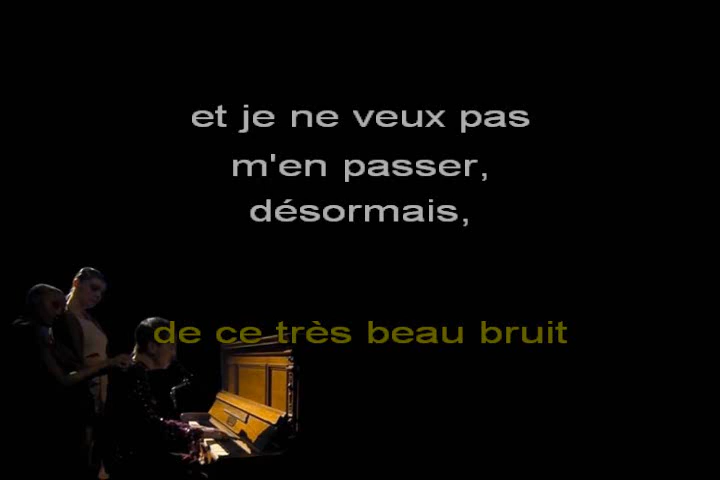 et je ne veux pas
m'en passer,
désormais,
de ce très beau bruit